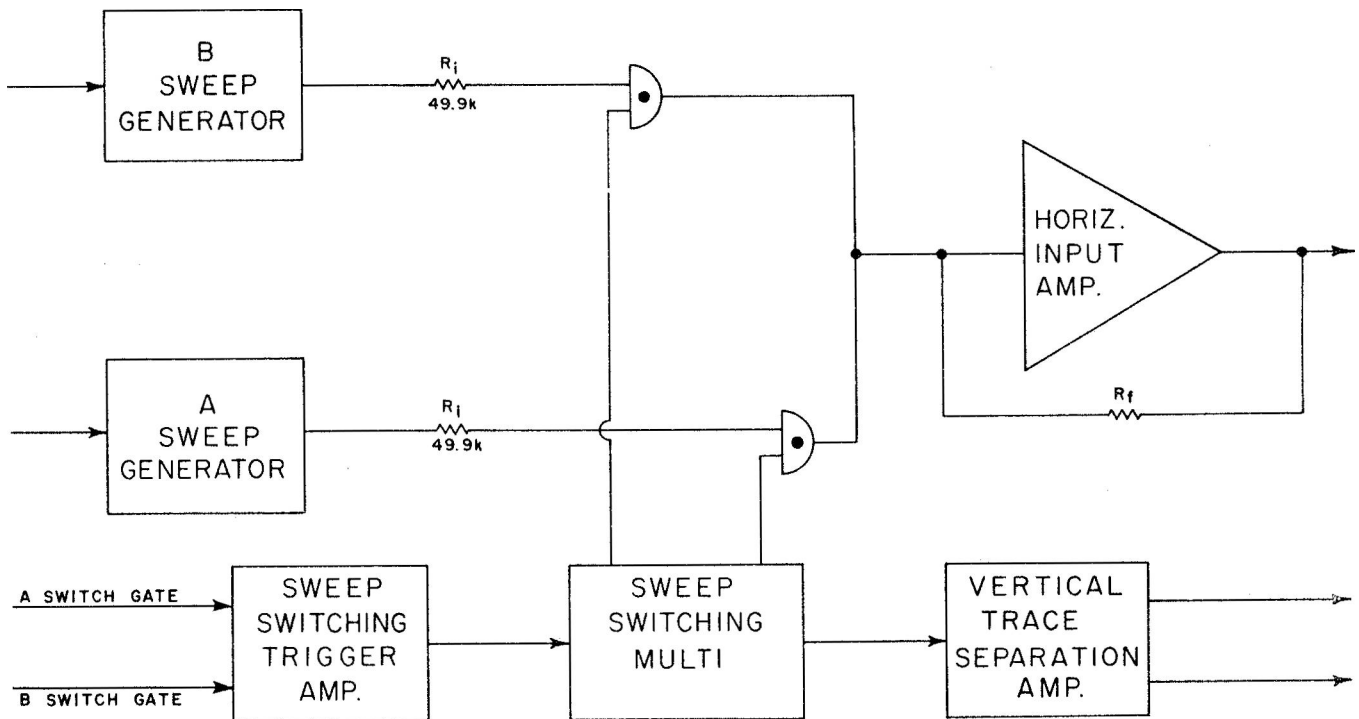 B
SWEEP
GENERATOR
Ri
49.9k
HORIZ.
INPUT
AMP.
Rf
A
SWEEP
GENERATOR
Ri
49.9k
A SWITCH GATE
B SWITCH GATE
SWEEP
SWITCHING
TRIGGER
AMP.
SWEEP
SWITCHING
MULTI
VERTICAL
TRACE
SEPARATION
AMP.